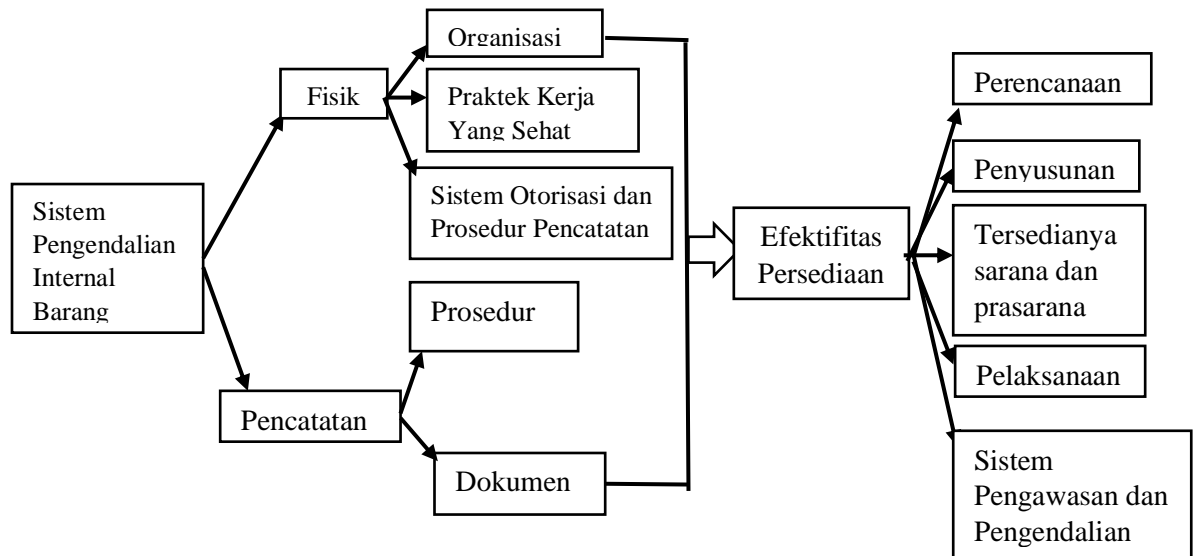 Sistem
Pengendalian
Internal
Barang
Fisik
Pencatatan
Organisasi
Praktek Kerja
Yang Sehat
Sistem Otorisasi dan
Prosedur Pencatatan
Prosedur
Dokumen
Efektifitas
Persediaan
Perencanaan
Penyusunan
Tersedianya
sarana dan
prasarana
Pelaksanaan
Sistem
Pengawasan dan
Pengendalian